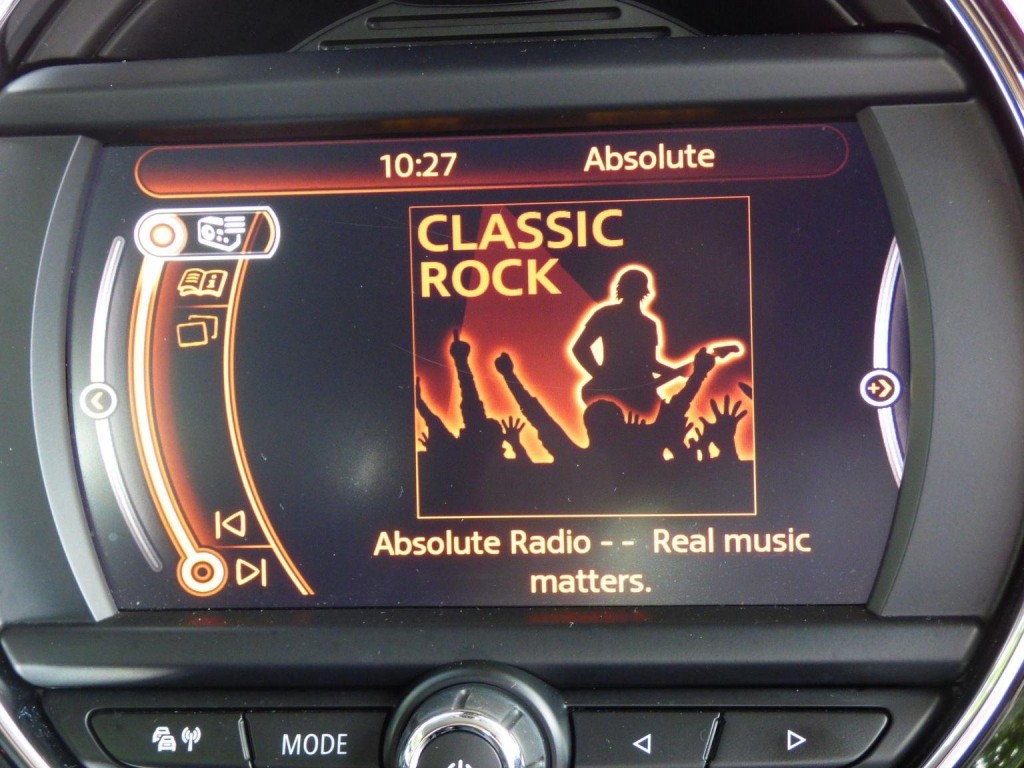 10:27 Absolute
CLASSIC
ROCK
Absolute Radio -- Real music
matters.
MODE